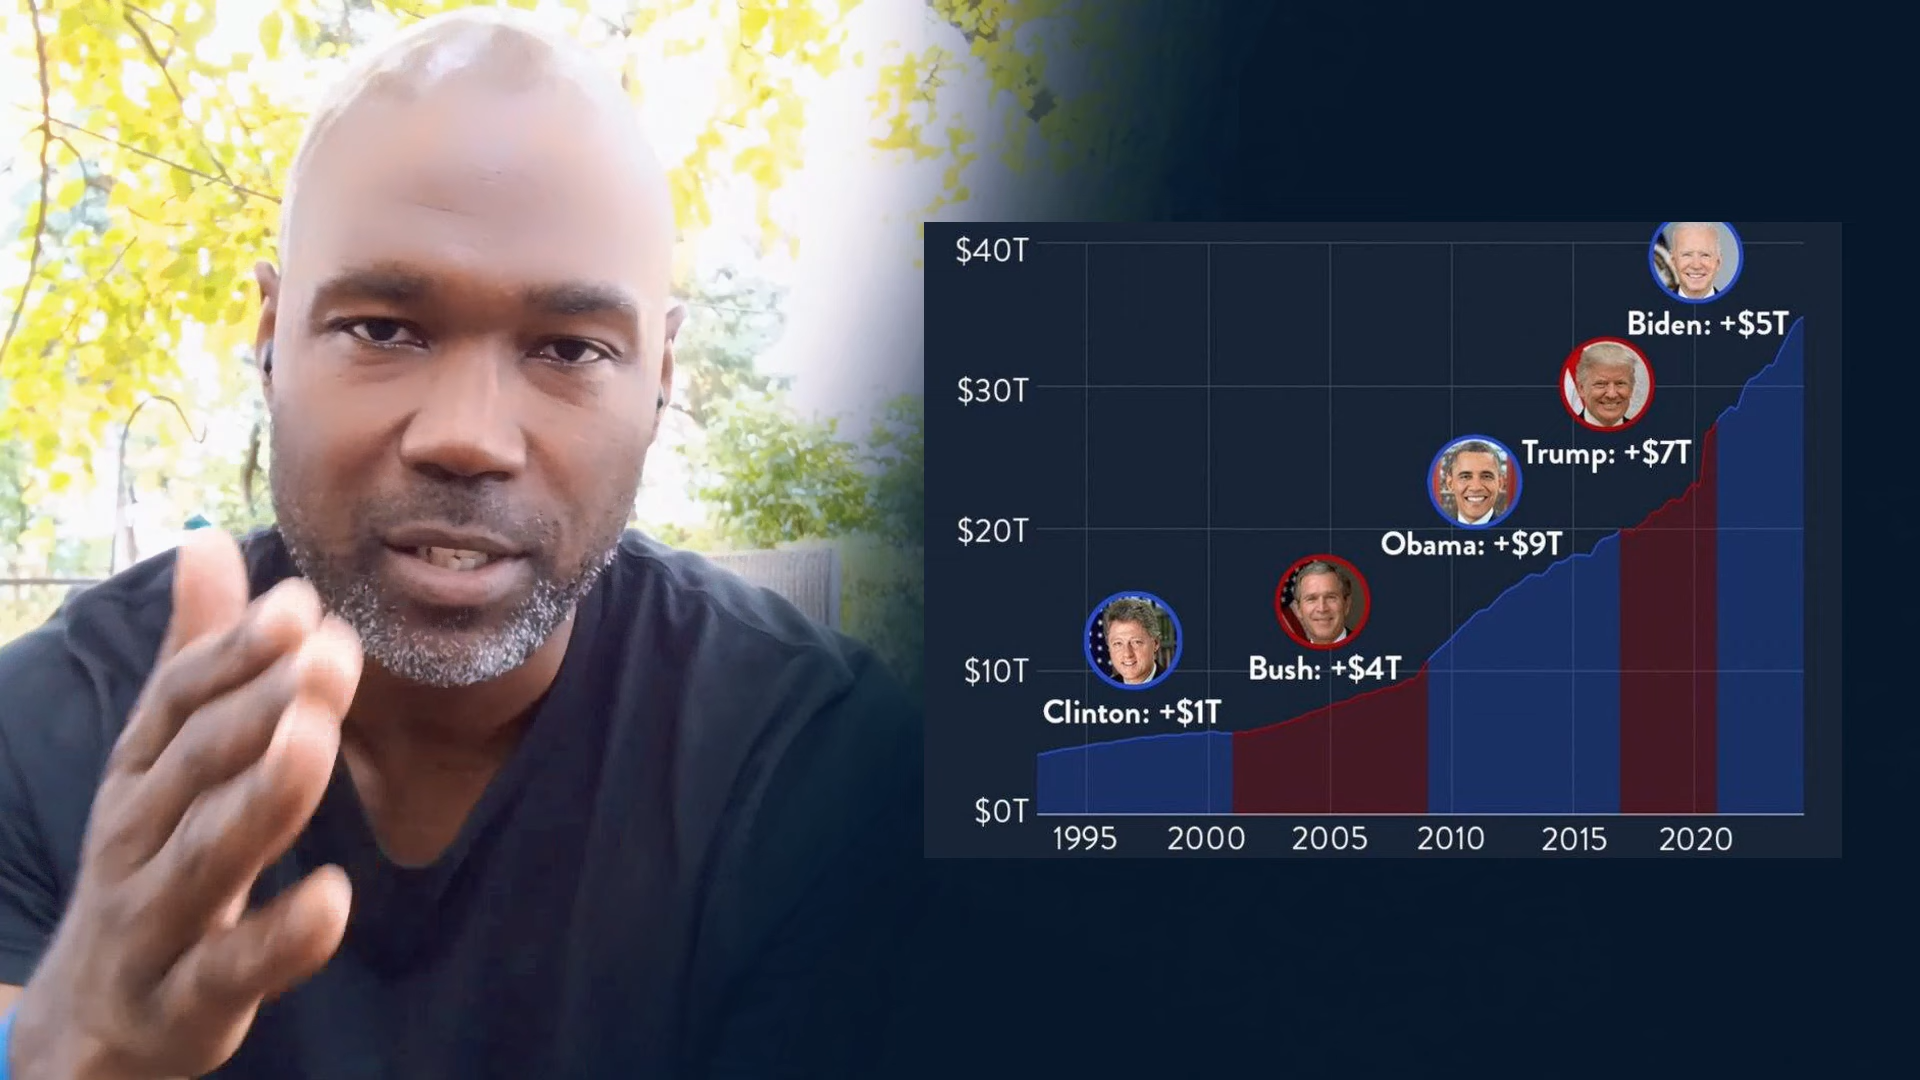 $40T
Biden: +$5T
$30T
Trump: +$7T
$20T
Obama: +$9T
$10T
Bush: +$4T
Clinton: +$1T
$0T
1995 2000 2005 2010 2015 2020